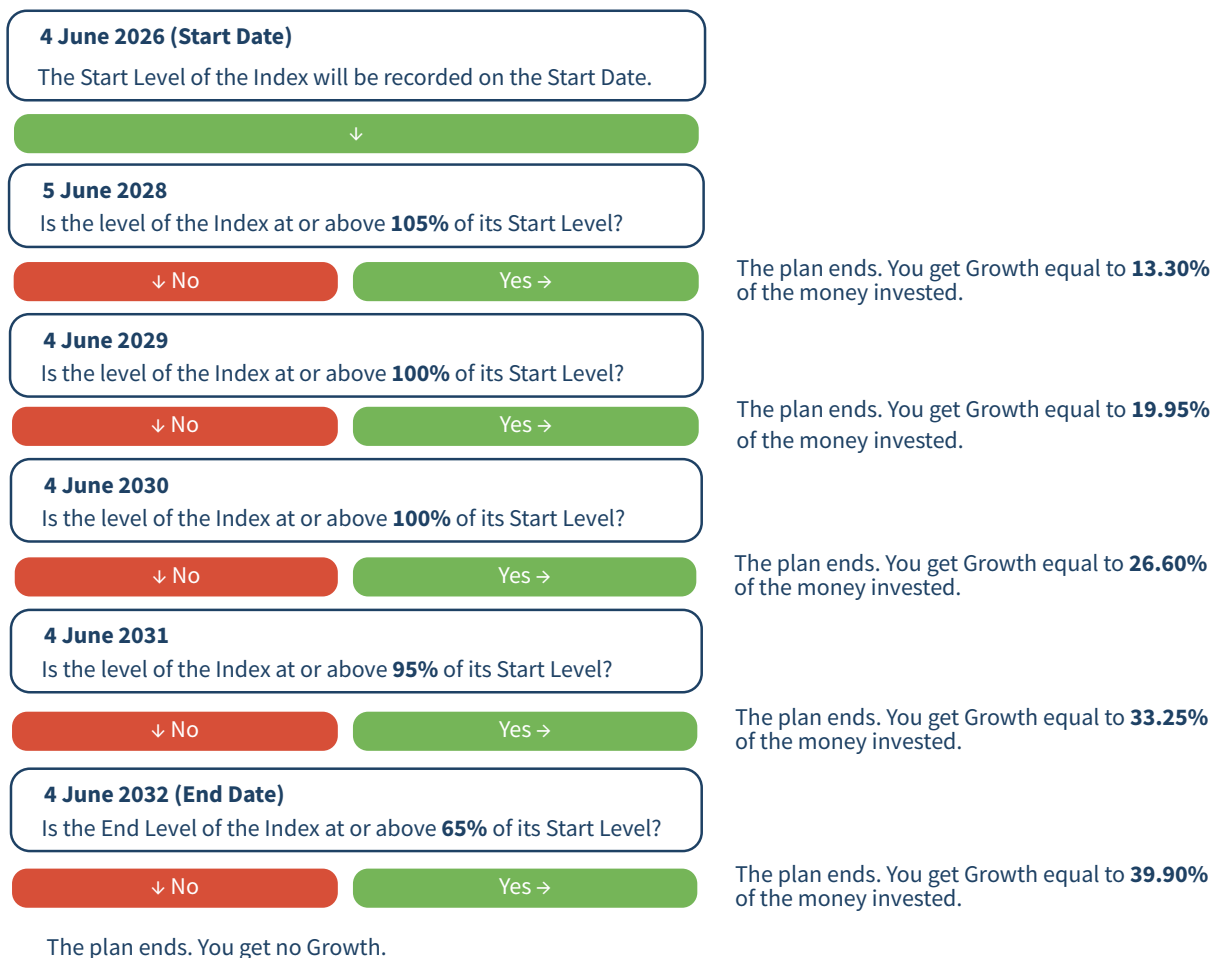 4 June 2026 (Start Date)
The Start Level of the Index will be recorded on the Start Date.
↓
5 June 2028
Is the level of the Index at or above 105% of its Start Level?
↓ No
Yes →
The plan ends. You get Growth equal to 13.30%
of the money invested.
4 June 2029
Is the level of the Index at or above 100% of its Start Level?
↓ No
Yes →
The plan ends. You get Growth equal to 19.95%
of the money invested.
4 June 2030
Is the level of the Index at or above 100% of its Start Level?
↓ No
Yes →
The plan ends. You get Growth equal to 26.60%
of the money invested.
4 June 2031
Is the level of the Index at or above 95% of its Start Level?
↓ No
Yes →
The plan ends. You get Growth equal to 33.25%
of the money invested.
4 June 2032 (End Date)
Is the End Level of the Index at or above 65% of its Start Level?
↓ No
Yes →
The plan ends. You get Growth equal to 39.90%
of the money invested.
The plan ends. You get no Growth.